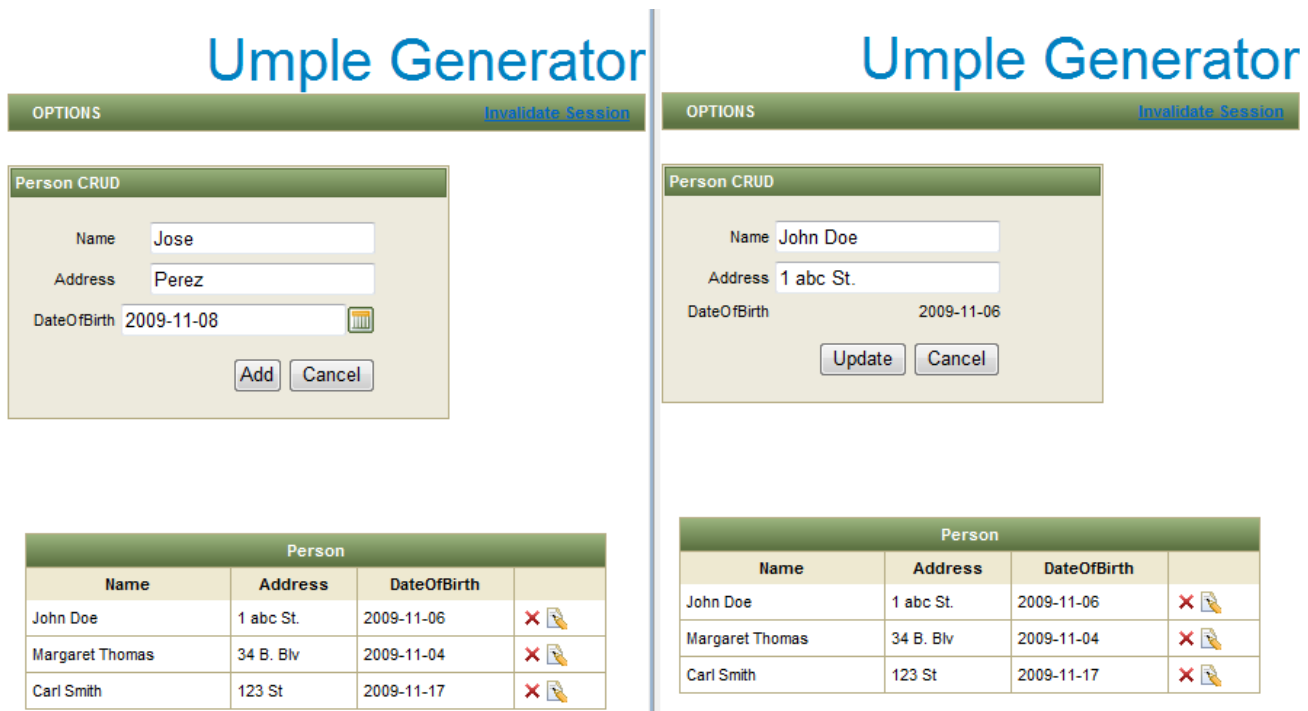 Umple Generator
OPTIONS Invalidate Session
Person CRUD
Name Jose
Address Perez
DateOfBirth 2009-11-08
Add Cancel
Person
Name Address DateOfBirth
John Doe 1 abc St. 2009-11-06
Margaret Thomas 34 B. Blv 2009-11-04
Carl Smith 123 St 2009-11-17
Umple Generator
OPTIONS Invalidate Session
Person CRUD
Name John Doe
Address 1 abc St.
DateOfBirth 2009-11-06
Update Cancel
Person
Name Address DateOfBirth
John Doe 1 abc St. 2009-11-06
Margaret Thomas 34 B. Blv 2009-11-04
Carl Smith 123 St 2009-11-17